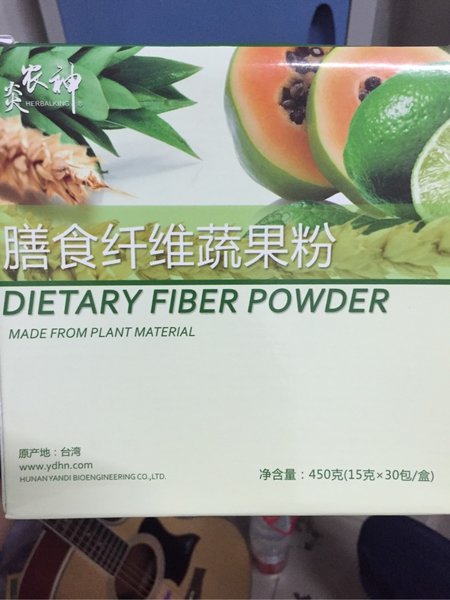 炎农神
HERBALKING
膳食纤维蔬果粉
DIETARY FIBER POWDER
MADE FROM PLANT MATERIAL
原产地：台湾
www.ydhn.com
HUNAN YANDI BIOENGINEERING CO.,LTD.
净含量：450克(15克×30包/盒)